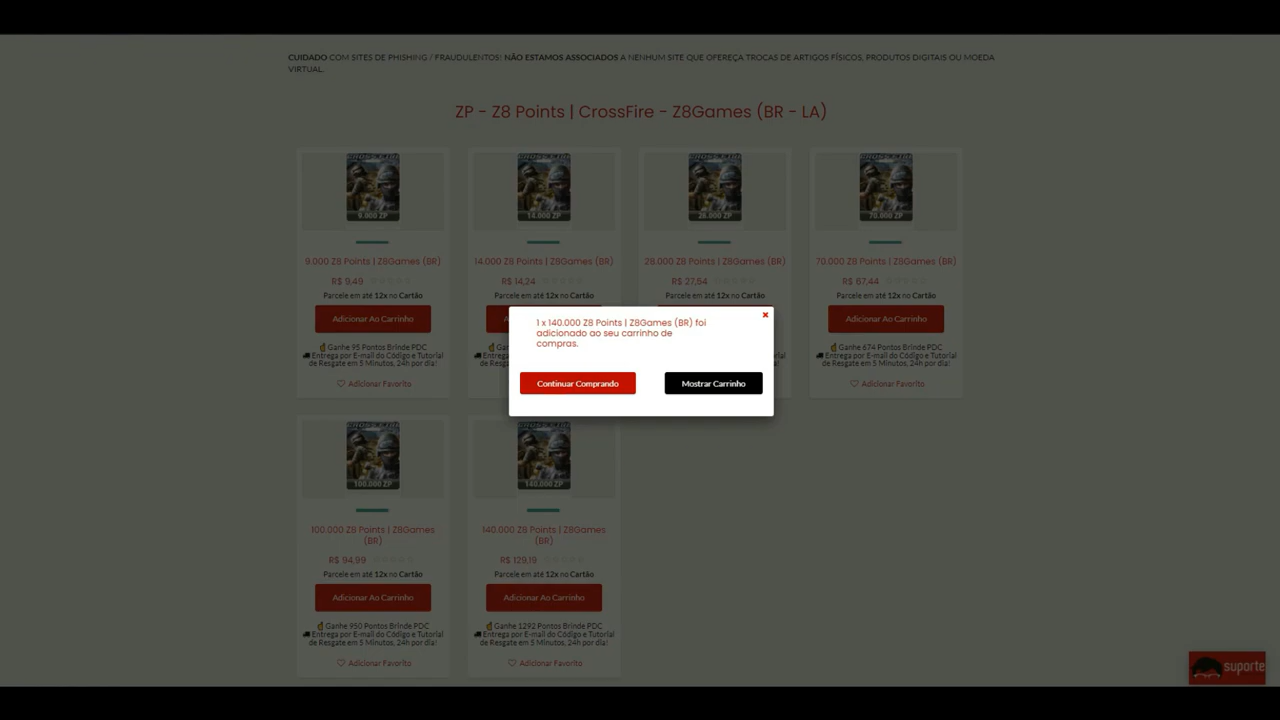 CUIDADO COM SITES DE PHISHING / FRAUDULENTOS! NÃO ESTAMOS ASSOCIADOS A NENHUM SITE QUE OFEREÇA TROCAS DE ARTIGOS FÍSICOS, PRODUTOS DIGITAIS OU MOEDA
VIRTUAL.
ZP - Z8 Points | CrossFire - Z8Games (BR - LA)
CROSSFIRE CROSSFIRE CROSSFIRE CROSSFIRE
9.000 ZP 14.000 ZP 28.000 ZP 70.000 ZP
9.000 Z8 Points | Z8Games (BR) 14.000 Z8 Points | Z8Games (BR) 28.000 Z8 Points | Z8Games (BR) 70.000 Z8 Points | Z8Games (BR)
R$ 9,49 R$ 14,24 R$ 27,54 R$ 67,44
Parcele em até 12x no Cartão Parcele em até 12x no Cartão Parcele em até 12x no Cartão Parcele em até 12x no Cartão
Adicionar Ao Carrinho A Adicionar Ao Carrinho
Ganhe 95 Pontos Brinde PDC Ganhe 674 Pontos Brinde PDC
Entrega por E-mail do Código e Tutorial Entrega por E-mail do Código e Tutorial
de Resgate em 5 Minutos, 24h por dia! de Resgate em 5 Minutos, 24h por dia!
Adicionar Favorito Adicionar Favorito
1 x 140.000 Z8 Points | Z8Games (BR) foi
adicionado ao seu carrinho de
compras.
Continuar Comprando Mostrar Carrinho
CROSSFIRE CROSSFIRE
100.000 ZP 140.000 ZP
100.000 Z8 Points | Z8Games 140.000 Z8 Points | Z8Games
(BR) (BR)
R$ 94,99 R$ 129,19
Parcele em até 12x no Cartão Parcele em até 12x no Cartão
Adicionar Ao Carrinho Adicionar Ao Carrinho
Ganhe 950 Pontos Brinde PDC Ganhe 1292 Pontos Brinde PDC
Entrega por E-mail do Código e Tutorial Entrega por E-mail do Código e Tutorial
de Resgate em 5 Minutos, 24h por dia! de Resgate em 5 Minutos, 24h por dia!
Adicionar Favorito Adicionar Favorito
suporte